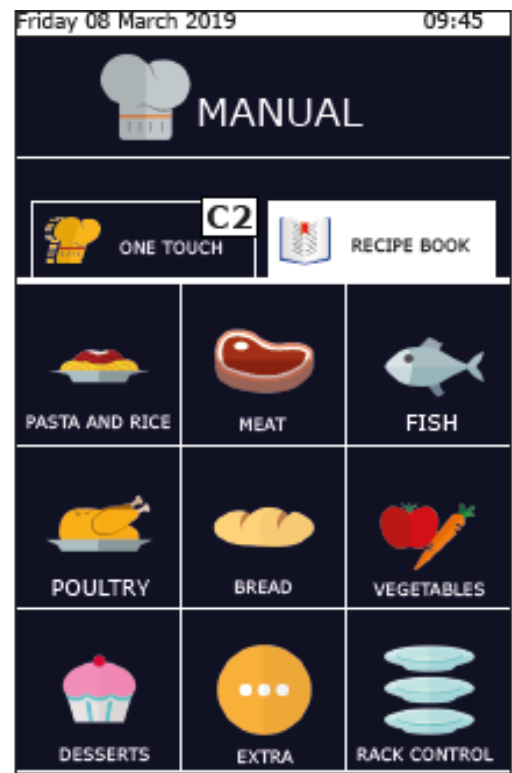 Friday 08 March 2019 09:45
MANUAL
C2
ONE TOUCH RECIPE BOOK
PASTA AND RICE MEAT FISH
POULTRY BREAD VEGETABLES
DESSERTS EXTRA RACK CONTROL